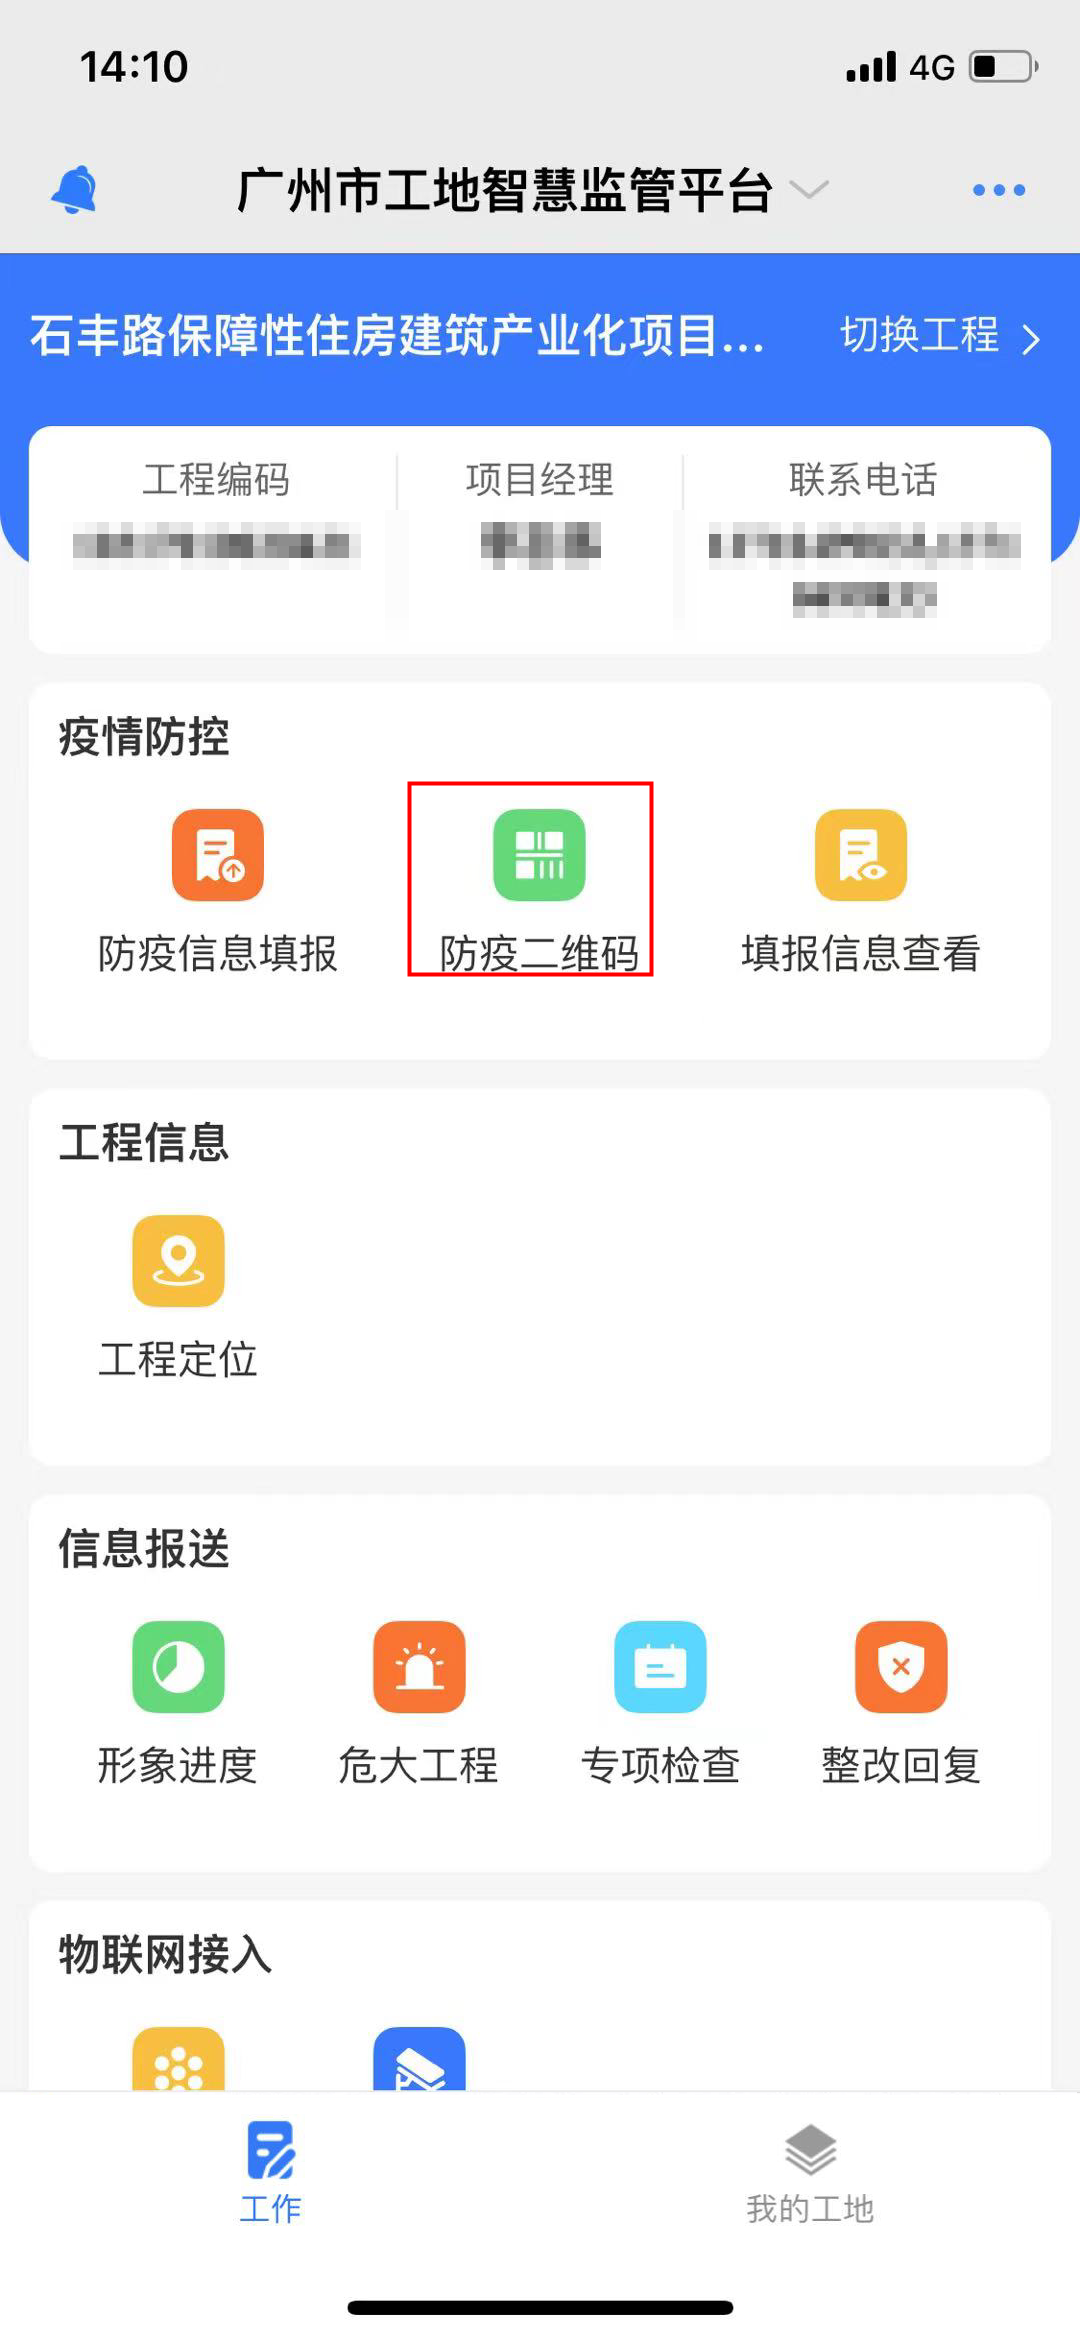 14:10
4G
广州市工地智慧监管平台
石丰路保障性住房建筑产业化项目...
切换工程
工程编码 项目经理 联系电话
疫情防控
防疫信息填报 防疫二维码 填报信息查看
工程信息
工程定位
信息报送
形象进度 危大工程 专项检查 整改回复
物联网接入
工作 我的工地